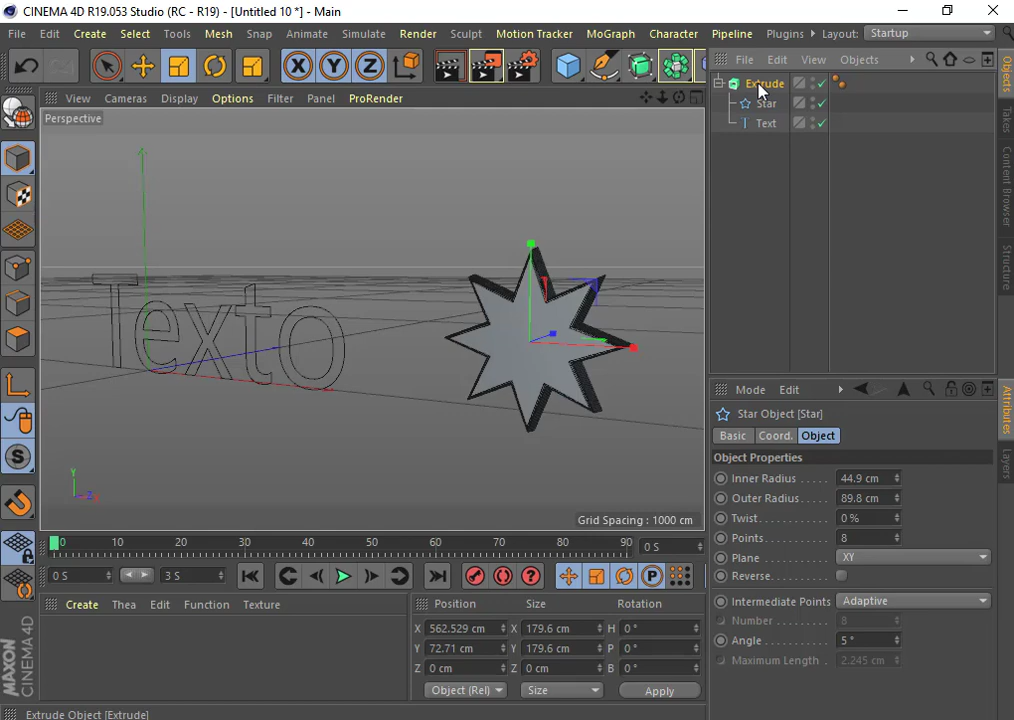 CINEMA 4D R19.053 Studio (RC - R19) - [Untitled 10 *] - Main
File Edit Create Select Tools Mesh Snap Animate Simulate Render Sculpt Motion Tracker MoGraph Character Pipeline Plugins Layout: Startup
X Y Z
File Edit View Objects
View Cameras Display Options Filter Panel ProRender
Perspective
Extrude
Star
Text
Objects
Takes
Content Browser
Structure
Texto
Y
Z
Grid Spacing : 1000 cm
Mode Edit
Star Object [Star]
Basic Coord. Object
Object Properties
Inner Radius . . . . . 44.9 cm
Outer Radius . . . . 89.8 cm
Twist . . . . . . . . . . 0 %
Points . . . . . . . . . 8
Plane . . . . . . . . . . XY
Reverse . . . . . . . .
Intermediate Points . Adaptive
Number . . . . . . . 8
Angle . . . . . . . . . 5 °
Maximum Length . . 2.245 cm
Attributes
Layers
S
0 10 20 30 40 50 60 70 80 90 0 S
0 S 3 S
P
Create Thea Edit Function Texture
Position Size Rotation
X 562.529 cm X 179.6 cm H 0 °
Y 72.71 cm Y 179.6 cm P 0 °
Z 0 cm Z 0 cm B 0 °
Object (Rel) Size Apply
MAXON
CINEMA 4D
Extrude Object [Extrude]